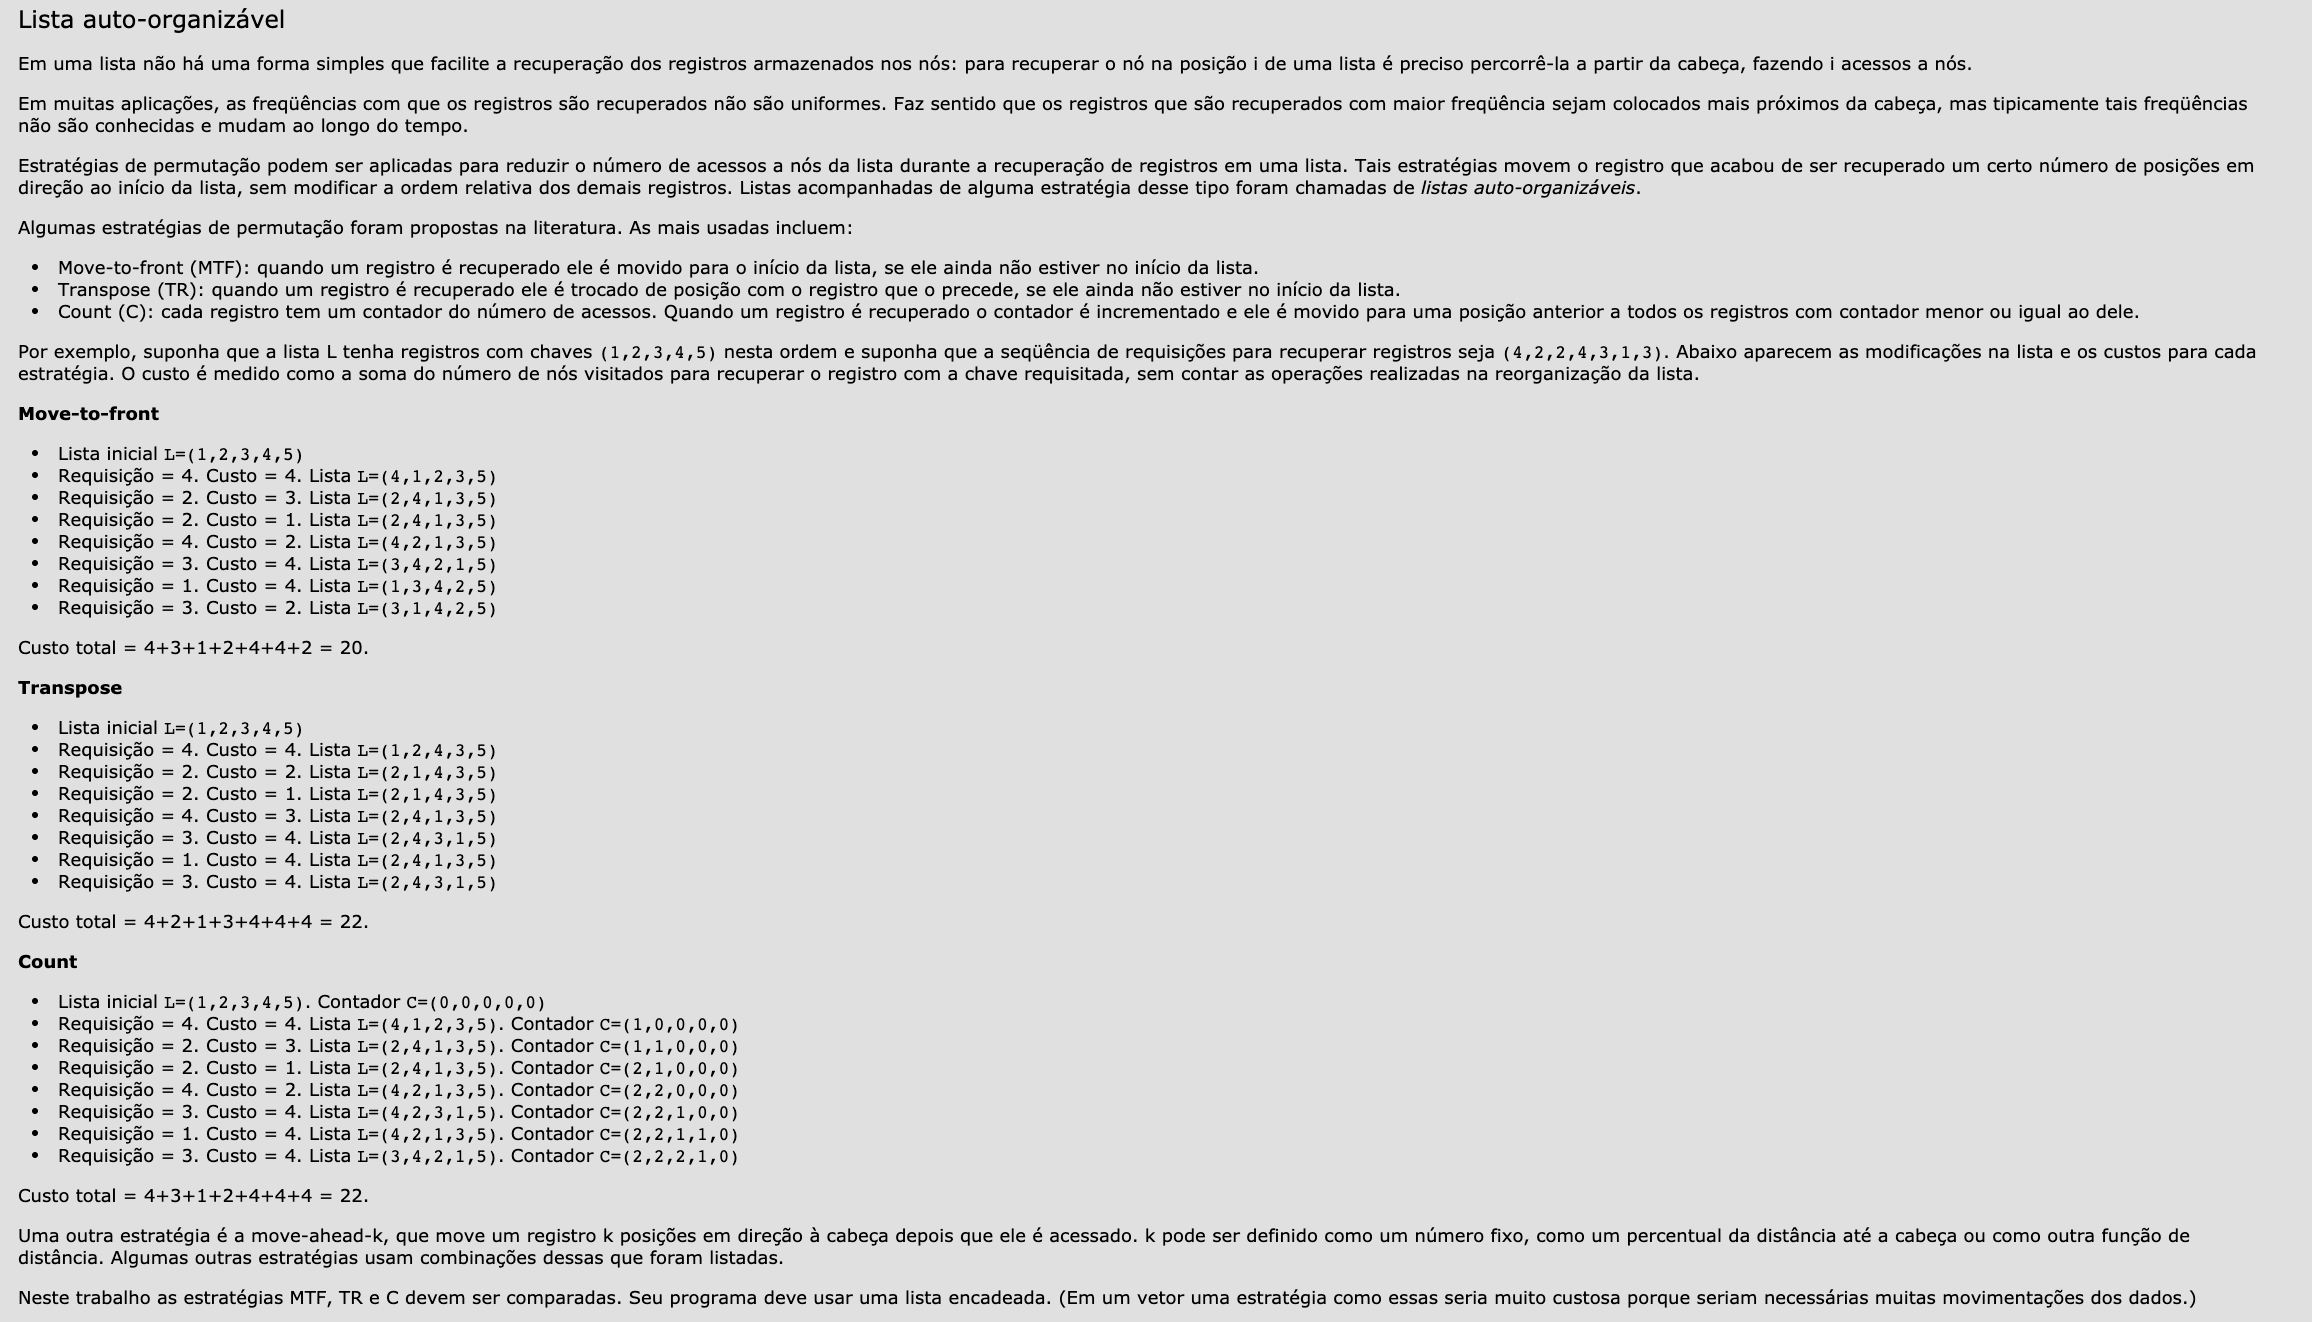 Lista auto-organizável
Em uma lista não há uma forma simples que facilite a recuperação dos registros armazenados nos nós: para recuperar o nó na posição i de uma lista é preciso percorrê-la a partir da cabeça, fazendo i acessos a nós.
Em muitas aplicações, as freqüências com que os registros são recuperados não são uniformes. Faz sentido que os registros que são recuperados com maior freqüência sejam colocados mais próximos da cabeça, mas tipicamente tais freqüências
não são conhecidas e mudam ao longo do tempo.
Estratégias de permutação podem ser aplicadas para reduzir o número de acessos a nós da lista durante a recuperação de registros em uma lista. Tais estratégias movem o registro que acabou de ser recuperado um certo número de posições em
direção ao início da lista, sem modificar a ordem relativa dos demais registros. Listas acompanhadas de alguma estratégia desse tipo foram chamadas de listas auto-organizáveis.
Algumas estratégias de permutação foram propostas na literatura. As mais usadas incluem:
• Move-to-front (MTF): quando um registro é recuperado ele é movido para o início da lista, se ele ainda não estiver no início da lista.
• Transpose (TR): quando um registro é recuperado ele é trocado de posição com o registro que o precede, se ele ainda não estiver no início da lista.
• Count (C): cada registro tem um contador do número de acessos. Quando um registro é recuperado o contador é incrementado e ele é movido para uma posição anterior a todos os registros com contador menor ou igual ao dele.
Por exemplo, suponha que a lista L tenha registros com chaves (1,2,3,4,5) nesta ordem e suponha que a seqüência de requisições para recuperar registros seja (4,2,2,4,3,1,3). Abaixo aparecem as modificações na lista e os custos para cada
estratégia. O custo é medido como a soma do número de nós visitados para recuperar o registro com a chave requisitada, sem contar as operações realizadas na reorganização da lista.
Move-to-front
• Lista inicial L=(1,2,3,4,5)
• Requisição = 4. Custo = 4. Lista L=(4,1,2,3,5)
• Requisição = 2. Custo = 3. Lista L=(2,4,1,3,5)
• Requisição = 2. Custo = 1. Lista L=(2,4,1,3,5)
• Requisição = 4. Custo = 2. Lista L=(4,2,1,3,5)
• Requisição = 3. Custo = 4. Lista L=(3,4,2,1,5)
• Requisição = 1. Custo = 4. Lista L=(1,3,4,2,5)
• Requisição = 3. Custo = 2. Lista L=(3,1,4,2,5)
Custo total = 4+3+1+2+4+4+2 = 20.
Transpose
• Lista inicial L=(1,2,3,4,5)
• Requisição = 4. Custo = 4. Lista L=(1,2,4,3,5)
• Requisição = 2. Custo = 2. Lista L=(2,1,4,3,5)
• Requisição = 2. Custo = 1. Lista L=(2,1,4,3,5)
• Requisição = 4. Custo = 3. Lista L=(2,4,1,3,5)
• Requisição = 3. Custo = 4. Lista L=(2,4,3,1,5)
• Requisição = 1. Custo = 4. Lista L=(2,4,1,3,5)
• Requisição = 3. Custo = 4. Lista L=(2,4,3,1,5)
Custo total = 4+2+1+3+4+4+4 = 22.
Count
• Lista inicial L=(1,2,3,4,5). Contador C=(0,0,0,0,0)
• Requisição = 4. Custo = 4. Lista L=(4,1,2,3,5). Contador C=(1,0,0,0,0)
• Requisição = 2. Custo = 3. Lista L=(2,4,1,3,5). Contador C=(1,1,0,0,0)
• Requisição = 2. Custo = 1. Lista L=(2,4,1,3,5). Contador C=(2,1,0,0,0)
• Requisição = 4. Custo = 2. Lista L=(4,2,1,3,5). Contador C=(2,2,0,0,0)
• Requisição = 3. Custo = 4. Lista L=(4,2,3,1,5). Contador C=(2,2,1,0,0)
• Requisição = 1. Custo = 4. Lista L=(4,2,1,3,5). Contador C=(2,2,1,1,0)
• Requisição = 3. Custo = 4. Lista L=(3,4,2,1,5). Contador C=(2,2,2,1,0)
Custo total = 4+3+1+2+4+4+4 = 22.
Uma outra estratégia é a move-ahead-k, que move um registro k posições em direção à cabeça depois que ele é acessado. k pode ser definido como um número fixo, como um percentual da distância até a cabeça ou como outra função de
distância. Algumas outras estratégias usam combinações dessas que foram listadas.
Neste trabalho as estratégias MTF, TR e C devem ser comparadas. Seu programa deve usar uma lista encadeada. (Em um vetor uma estratégia como essas seria muito custosa porque seriam necessárias muitas movimentações dos dados.)